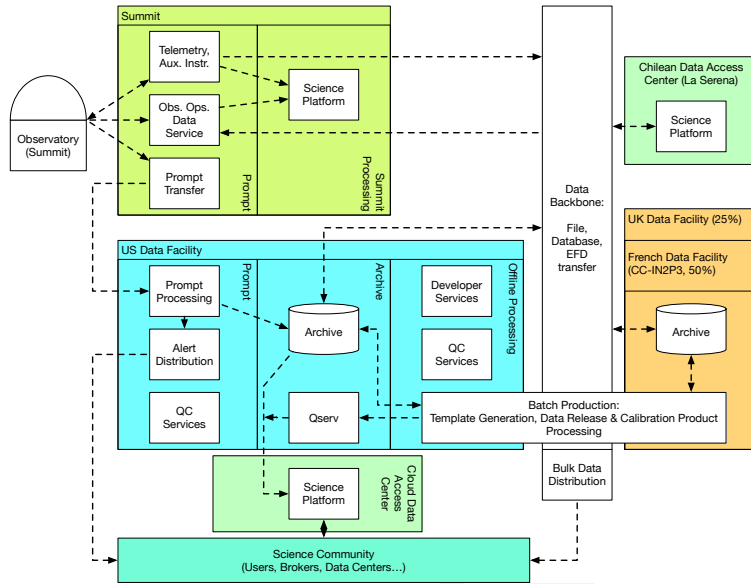 Summit
Telemetry,
Aux. Instr.
Obs. Ops.
Data
Service
Prompt
Transfer
Prompt
Science
Platform
Summit
Processing
Observatory
(Summit)
Data
Backbone:
File,
Database,
EFD
transfer
Chilean Data Access
Center (La Serena)
Science
Platform
UK Data Facility (25%)
French Data Facility
(CC-IN2P3, 50%)
Archive
US Data Facility
Prompt
Processing
Alert
Distribution
QC
Services
Prompt
Archive
Qserv
Archive
Developer
Services
QC
Services
Offline Processing
Batch Production:
Template Generation, Data Release & Calibration Product
Processing
Bulk Data
Distribution
Science
Platform
Cloud Data
Access
Center
Science Community
(Users, Brokers, Data Centers...)